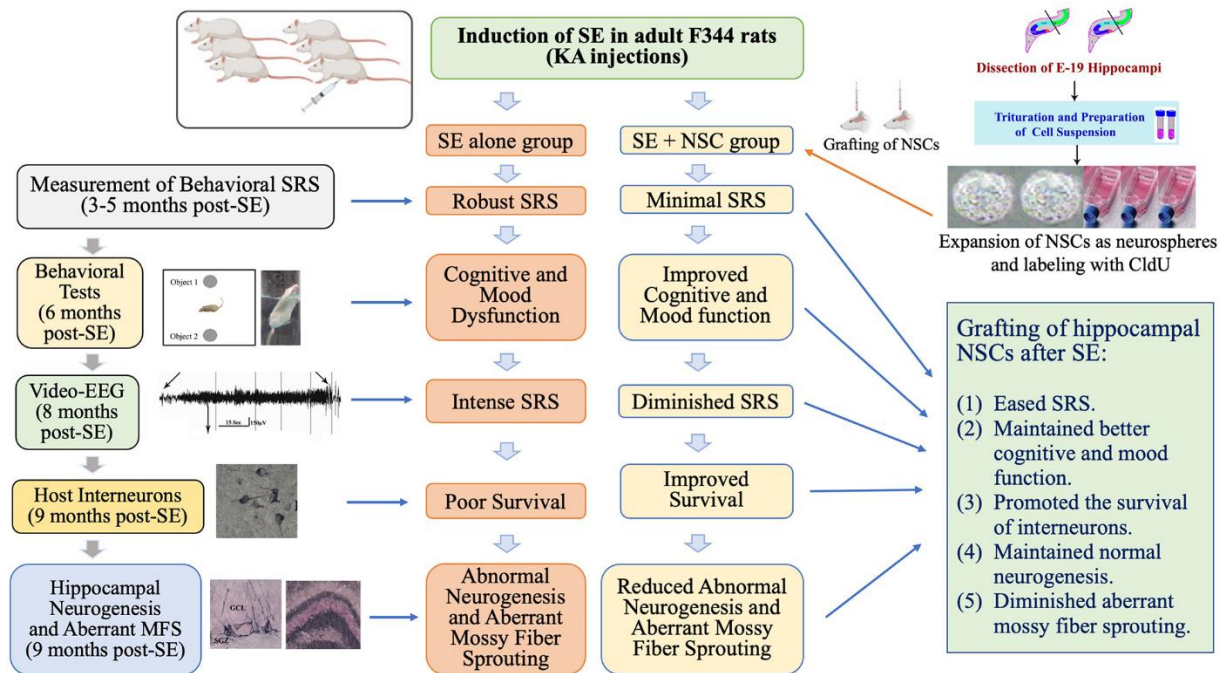 Induction of SE in adult F344 rats
(KA injections)
Dissection of E-19 Hippocampi
Trituration and Preparation
of Cell Suspension
Grafting of NSCs
Expansion of NSCs as neurospheres
and labeling with CldU
SE alone group
SE + NSC group
Measurement of Behavioral SRS
(3-5 months post-SE)
Robust SRS
Minimal SRS
Behavioral
Tests
(6 months
post-SE)
Object 1
Object 2
Cognitive and
Mood
Dysfunction
Improved
Cognitive and
Mood function
Video-EEG
(8 months
post-SE)
15 Sec
150µV
Intense SRS
Diminished SRS
Host Interneurons
(9 months post-SE)
Poor Survival
Improved
Survival
Hippocampal
Neurogenesis
and Aberrant MFS
(9 months post-SE)
GCL
SGZ
Abnormal
Neurogenesis and
Aberrant Mossy
Fiber Sprouting
Reduced Abnormal
Neurogenesis and
Aberrant Mossy
Fiber Sprouting
Grafting of hippocampal
NSCs after SE:
(1) Eased SRS.
(2) Maintained better
cognitive and mood
function.
(3) Promoted the survival
of interneurons.
(4) Maintained normal
neurogenesis.
(5) Diminished aberrant
mossy fiber sprouting.